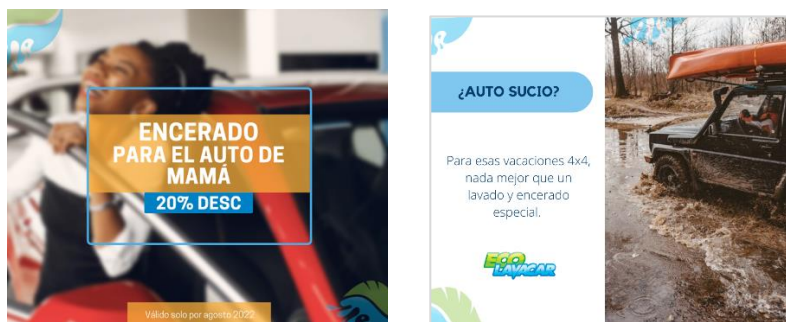 ENCERADO
PARA EL AUTO DE
MAMÁ
20% DESC
Válido solo por agosto 2022
¿AUTO SUCIO?
Para esas vacaciones 4x4,
nada mejor que un
lavado y encerado
especial.
ECO
LAVACAR